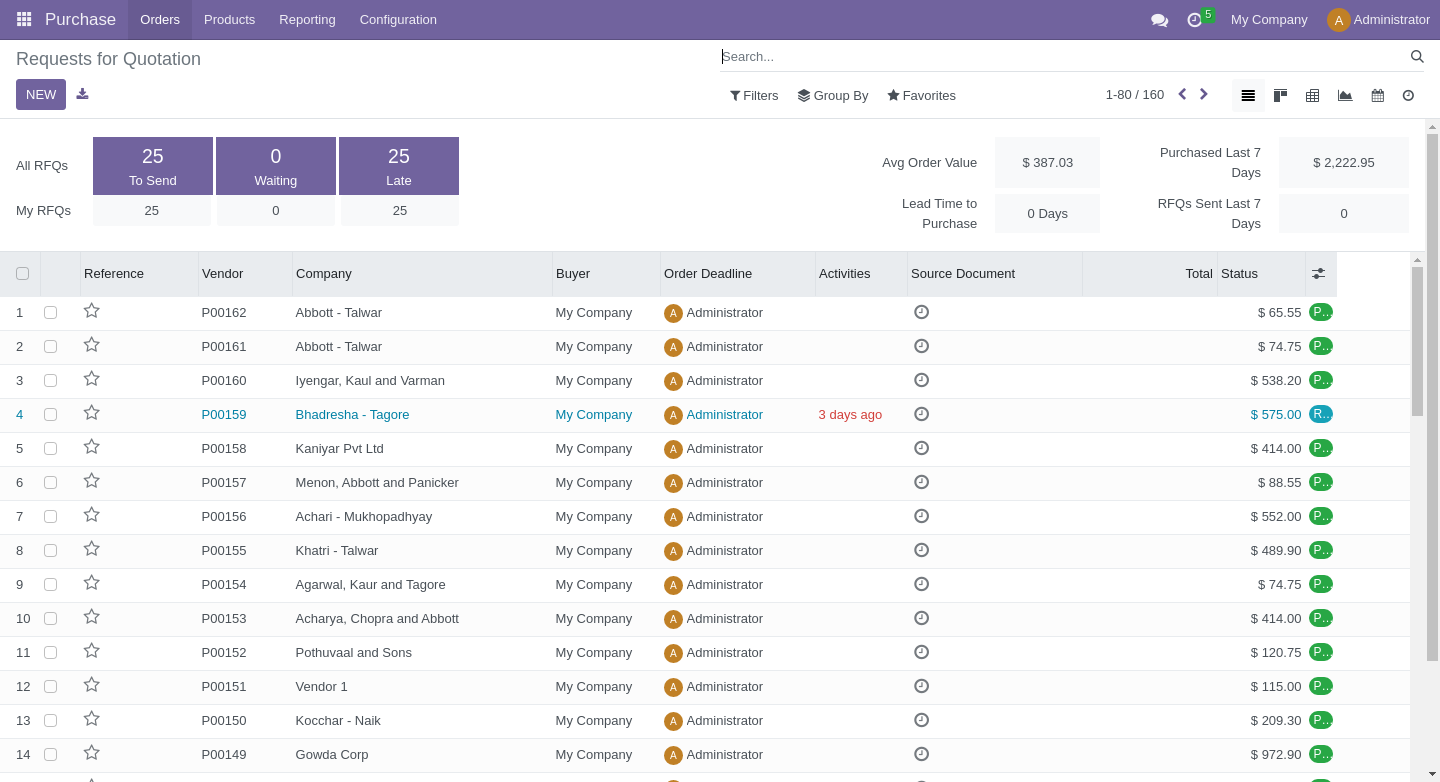 Purchase Orders Products Reporting Configuration 5 My Company A Administrator
Requests for Quotation
Search...
NEW
Filters Group By Favorites 1-80 / 160
All RFQs 25 To Send 0 Waiting 25 Late
My RFQs 25 0 25
Avg Order Value $ 387.03 Purchased Last 7 Days $ 2,222.95
Lead Time to Purchase 0 Days RFQs Sent Last 7 Days 0
Reference Vendor Company Buyer Order Deadline Activities Source Document Total Status
1 P00162 Abbott - Talwar My Company A Administrator $ 65.55 P...
2 P00161 Abbott - Talwar My Company A Administrator $ 74.75 P...
3 P00160 Iyengar, Kaul and Varman My Company A Administrator $ 538.20 P...
4 P00159 Bhadresha - Tagore My Company A Administrator 3 days ago $ 575.00 R...
5 P00158 Kaniyar Pvt Ltd My Company A Administrator $ 414.00 P...
6 P00157 Menon, Abbott and Panicker My Company A Administrator $ 88.55 P...
7 P00156 Achari - Mukhopadhyay My Company A Administrator $ 552.00 P...
8 P00155 Khatri - Talwar My Company A Administrator $ 489.90 P...
9 P00154 Agarwal, Kaur and Tagore My Company A Administrator $ 74.75 P...
10 P00153 Acharya, Chopra and Abbott My Company A Administrator $ 414.00 P...
11 P00152 Pothuvaal and Sons My Company A Administrator $ 120.75 P...
12 P00151 Vendor 1 My Company A Administrator $ 115.00 P...
13 P00150 Kocchar - Naik My Company A Administrator $ 209.30 P...
14 P00149 Gowda Corp My Company A Administrator $ 972.90 P...